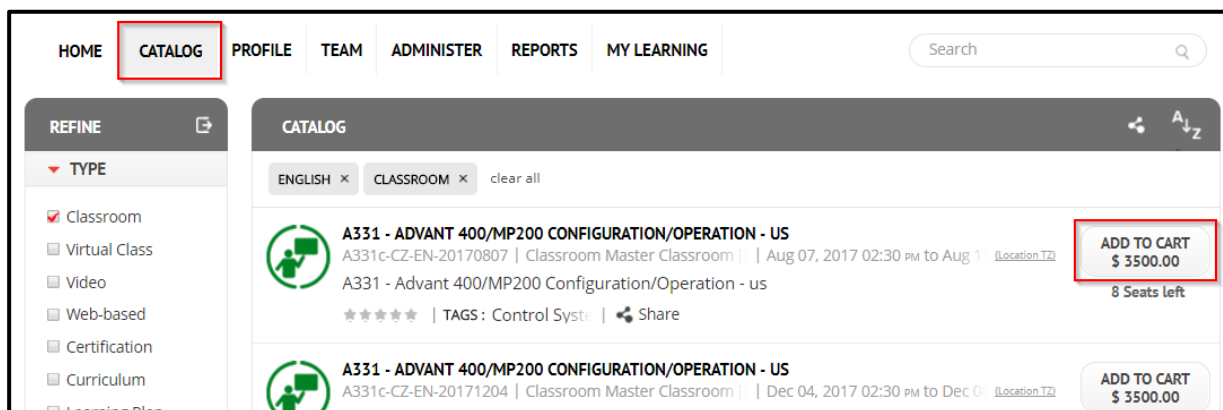 HOME CATALOG PROFILE TEAM ADMINISTER REPORTS MY LEARNING Search
REFINE
TYPE
Classroom
Virtual Class
Video
Web-based
Certification
Curriculum
Learning Plan
CATALOG A Z
ENGLISH × CLASSROOM × clear all
A331 - ADVANT 400/MP200 CONFIGURATION/OPERATION - US
A331c-CZ-EN-20170807 | Classroom Master Classroom | Aug 07, 2017 02:30 PM to Aug (Location TZ)
A331 - Advant 400/MP200 Configuration/Operation - us
| TAGS : Control Syste | Share
ADD TO CART
$ 3500.00
8 Seats left
A331 - ADVANT 400/MP200 CONFIGURATION/OPERATION - US
A331c-CZ-EN-20171204 | Classroom Master Classroom | Dec 04, 2017 02:30 PM to Dec (Location TZ)
ADD TO CART
$ 3500.00